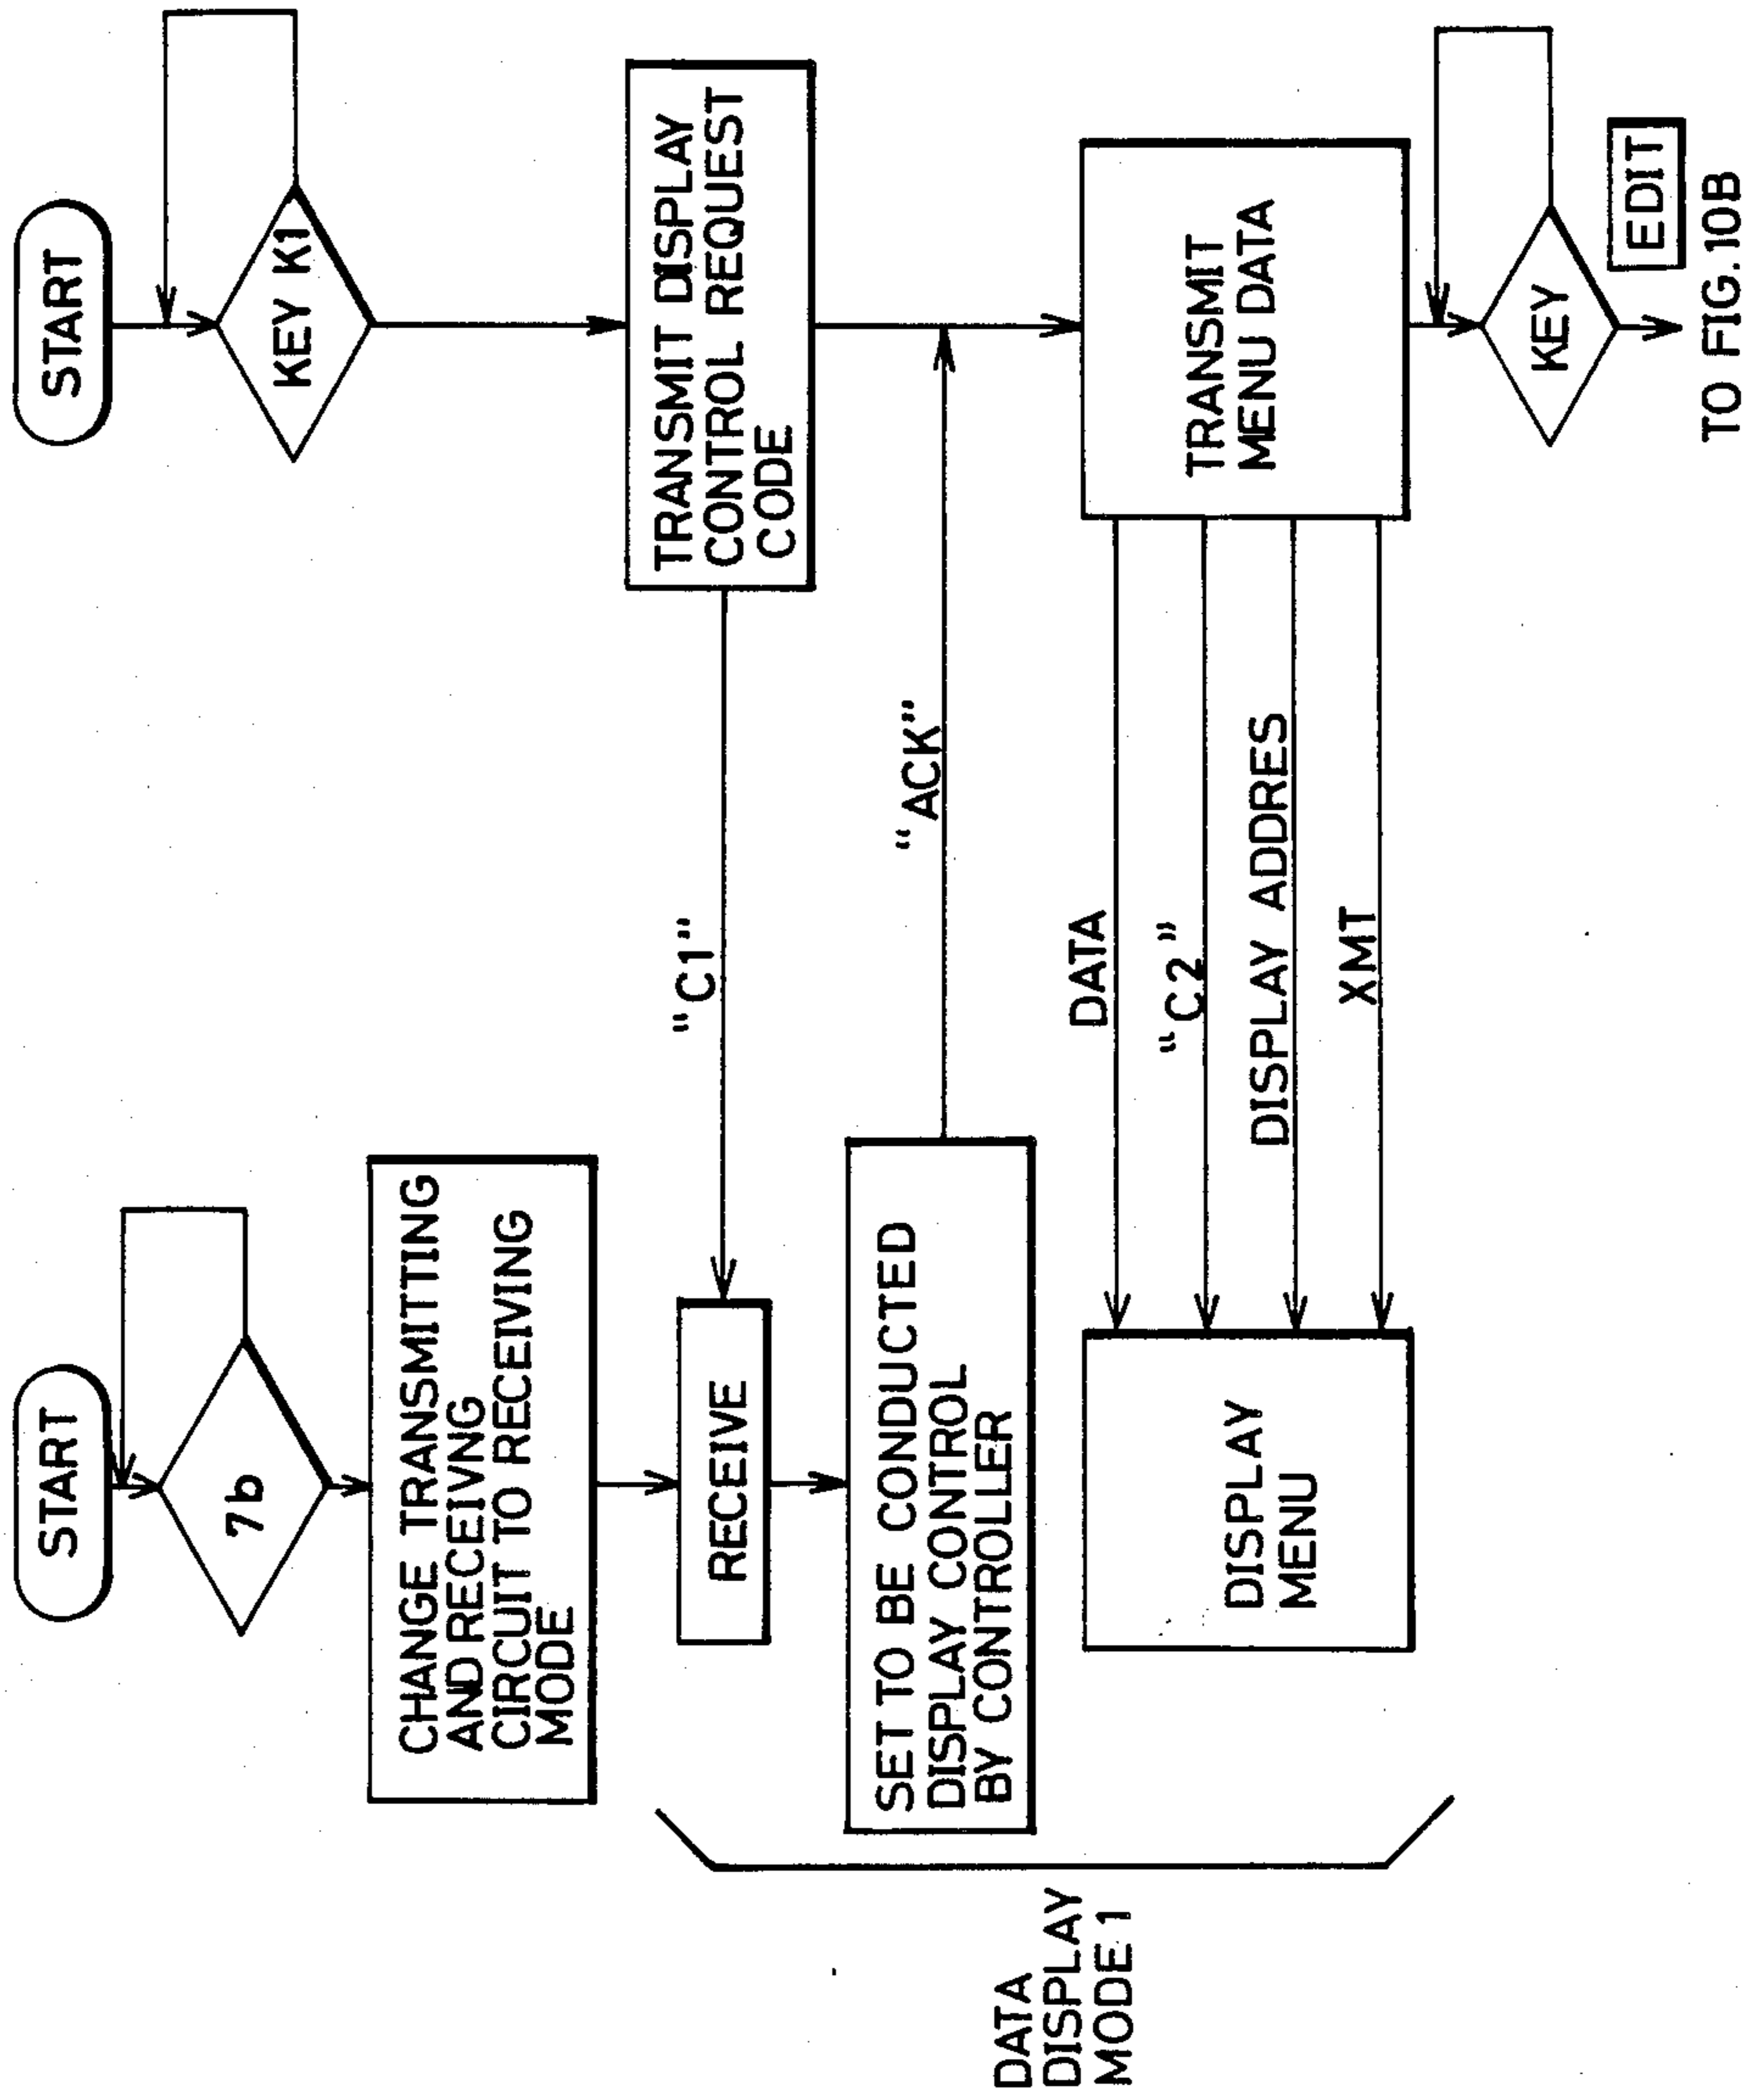 START
7b
CHANGE TRANSMITTING
AND RECEIVNG
CIRCUIT TO RECEIVING
MODE
RECEIVE
SET TO BE CONDUCTED
DISPLAY CONTROL
BY CONTROLLER
DISPLAY
MENU
DATA
DISPLAY
MODE 1
"C1"
"ACK"
DATA
"C2"
DISPLAY ADDRES
XMT
START
KEY K1
TRANSMIT DISPLAY
CONTROL REQUEST
CODE
TRANSMIT
MENU DATA
KEY
EDIT
TO FIG.10B